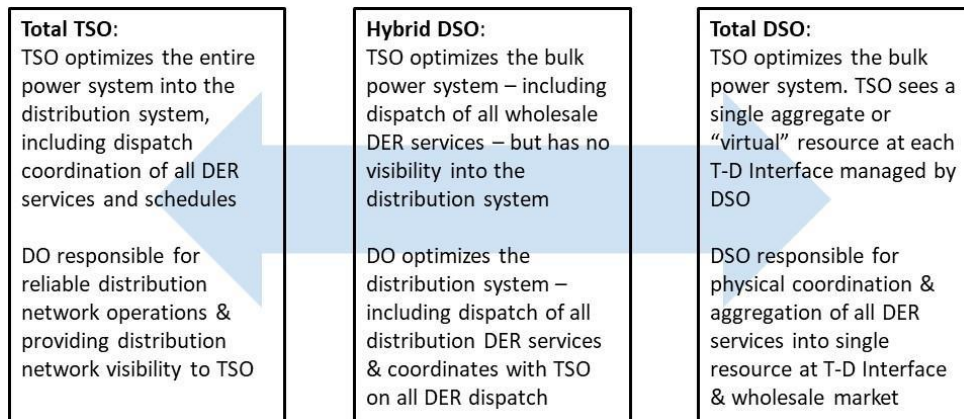 Total TSO:
TSO optimizes the entire
power system into the
distribution system,
including dispatch
coordination of all DER
services and schedules
DO responsible for
reliable distribution
network operations &
providing distribution
network visibility to TSO
Hybrid DSO:
TSO optimizes the bulk
power system – including
dispatch of all wholesale
DER services – but has no
visibility into the
distribution system
DO optimizes the
distribution system –
including dispatch of all
distribution DER services
& coordinates with TSO
on all DER dispatch
Total DSO:
TSO optimizes the bulk
power system. TSO sees a
single aggregate or
“virtual” resource at each
T-D Interface managed by
DSO
DSO responsible for
physical coordination &
aggregation of all DER
services into single
resource at T-D Interface
& wholesale market